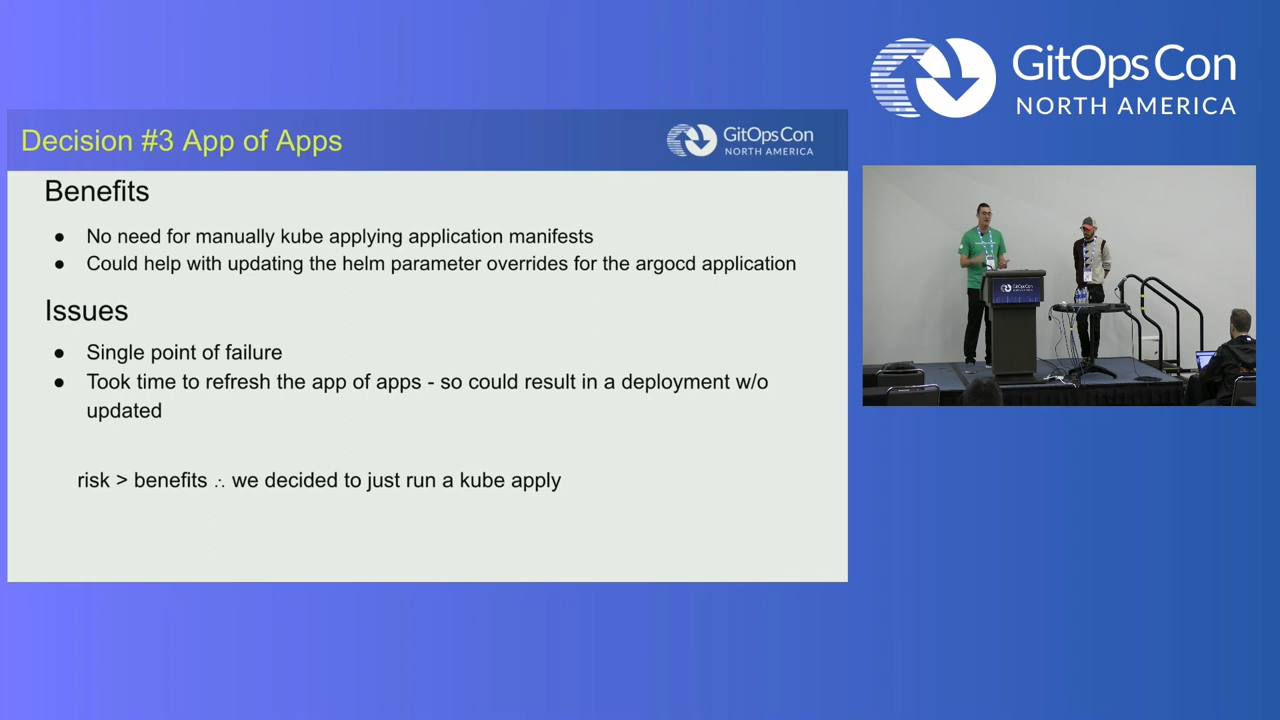 GitOpsCon
NORTH AMERICA
Decision #3 App of Apps
GitOpsCon
NORTH AMERICA
Benefits
● No need for manually kube applying application manifests
● Could help with updating the helm parameter overrides for the argocd application
Issues
● Single point of failure
● Took time to refresh the app of apps - so could result in a deployment w/o
updated
risk > benefits ∴ we decided to just run a kube apply
GitOpsCon